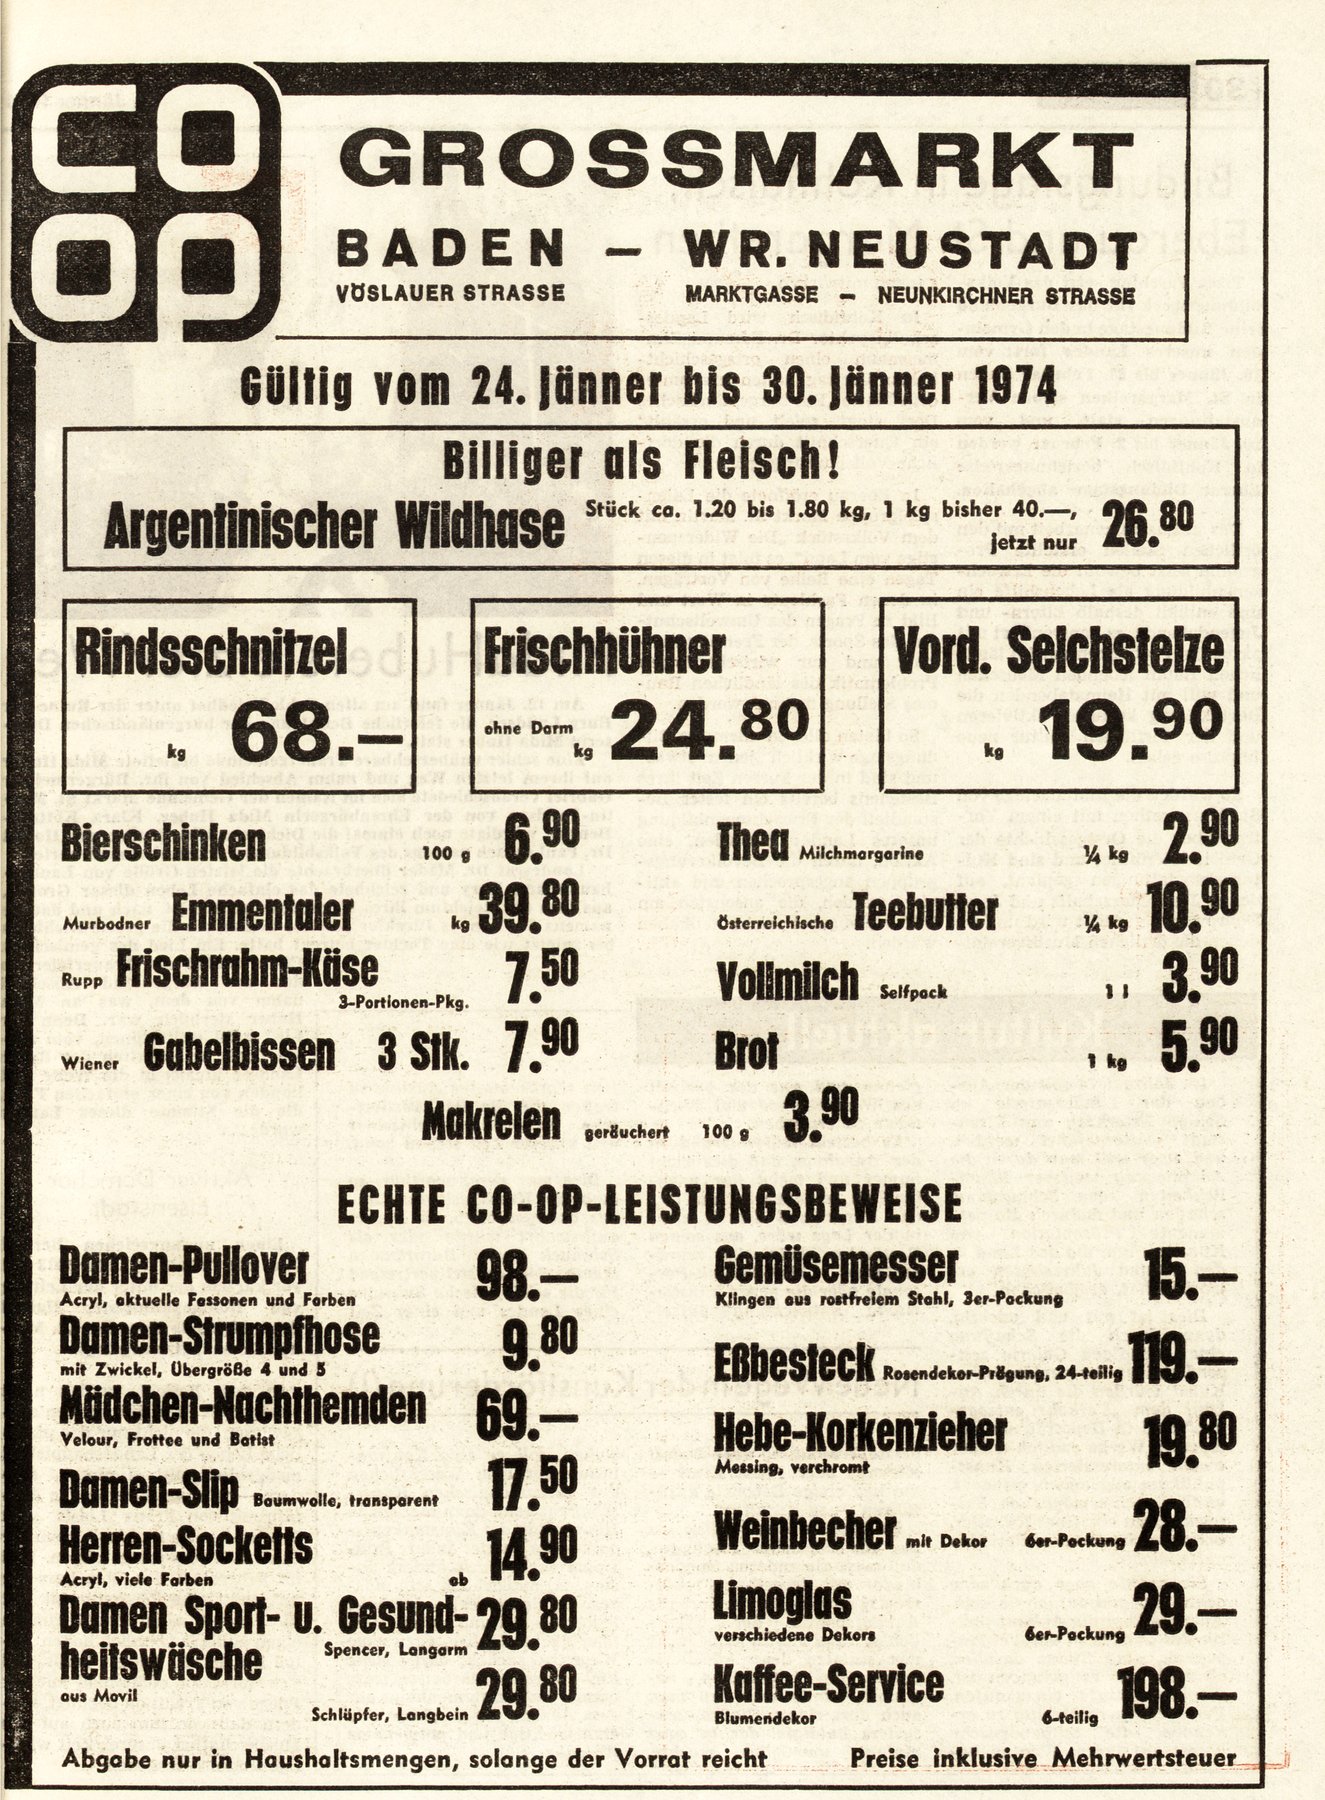 CO
OP
GROSSMARKT
BADEN – WR. NEUSTADT
VÖSLAUER STRASSE MARKTGASSE – NEUNKIRCHNER STRASSE
Gültig vom 24. Jänner bis 30. Jänner 1974
Billiger als Fleisch!
Argentinischer Wildhase Stück ca. 1.20 bis 1.80 kg, 1 kg bisher 40.—, jetzt nur 26.80
Rindsschnitzel
kg 68.—
Frischhühner
ohne Darm kg 24.80
Vord. Selchstelze
kg 19.90
Bierschinken 100 g 6.90
Murbodner Emmentaler kg 39.80
Rupp Frischrahm-Käse 7.50
3-Portionen-Pkg.
Wiener Gabelbissen 3 Stk. 7.90
Thea Milchmargarine ¼ kg 2.90
Österreichische Teebutter ¼ kg 10.90
Vollmilch Selfpack 1 l 3.90
Brot 1 kg 5.90
Makrelen geräuchert 100 g 3.90
ECHTE CO-OP-LEISTUNGSBEWEISE
Damen-Pullover 98.—
Acryl, aktuelle Fassonen und Farben
Damen-Strumpfhose 9.80
mit Zwickel, Übergröße 4 und 5
Mädchen-Nachthemden 69.—
Velour, Frottee und Batist
Damen-Slip Baumwolle, transparent 17.50
Herren-Socketts 14.90
Acryl, viele Farben ab
Damen Sport- u. Gesund- 29.80
heitswäsche Spencer, Langarm
aus Movil 29.80
Schlüpfer, Langbein
Gemüsemesser 15.—
Klingen aus rostfreiem Stahl, 3er-Packung
Eßbesteck Rosendekor-Prägung, 24-teilig 119.—
Hebe-Korkenzieher 19.80
Messing, verchromt
Weinbecher mit Dekor 6er-Packung 28.—
Limoglas 29.—
verschiedene Dekors 6er-Packung
Kaffee-Service 198.—
Blumendekor 6-teilig
Abgabe nur in Haushaltsmengen, solange der Vorrat reicht Preise inklusive Mehrwertsteuer